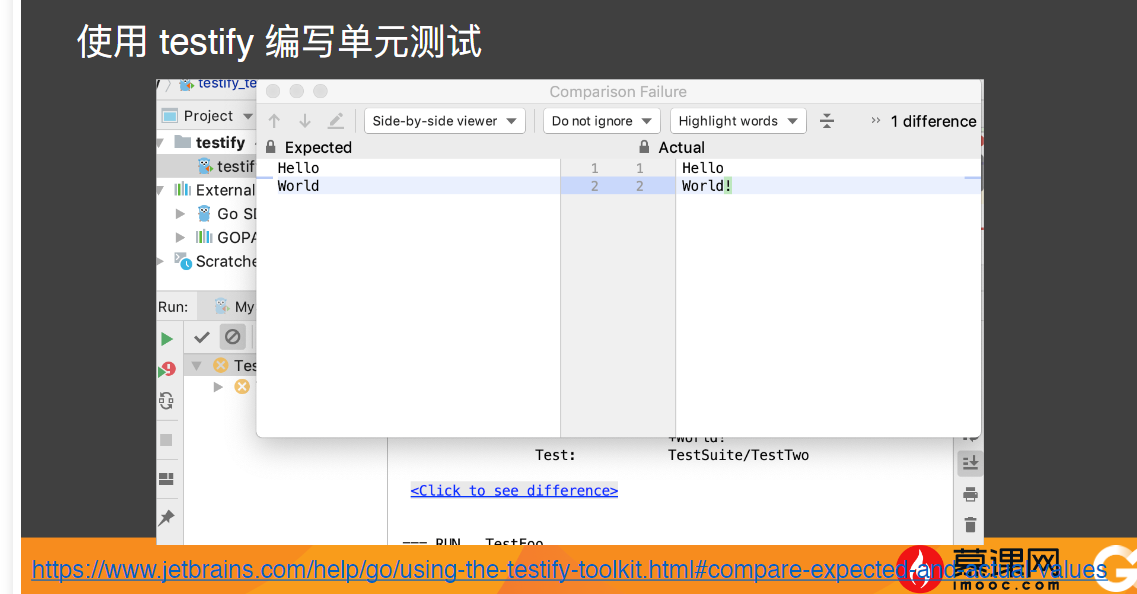 使用 testify 编写单元测试
testify_te
Comparison Failure
Project
Side-by-side viewer
Do not ignore
Highlight words
1 difference
testify
Expected
Actual
testif
Hello
1
1
Hello
World
2
2
World!
External
Go SD
GOPA
Scratche
Run:
My
Tes
+World!
Test:
TestSuite/TestTwo
<Click to see difference>
=== RUN TestFoo
https://www.jetbrains.com/help/go/using-the-testify-toolkit.html#compare-expected-and-actual-values
慕课网
imooc.com